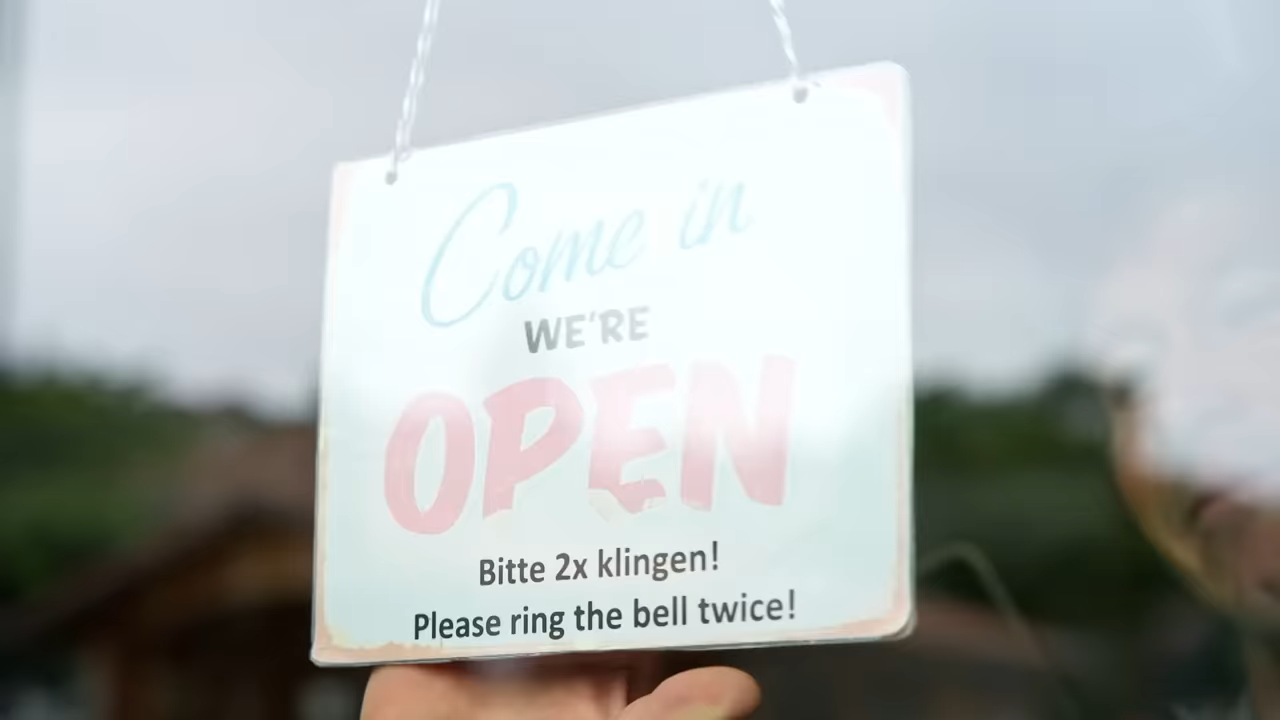 Come in
WE'RE
OPEN
Bitte 2x klingen!
Please ring the bell twice!